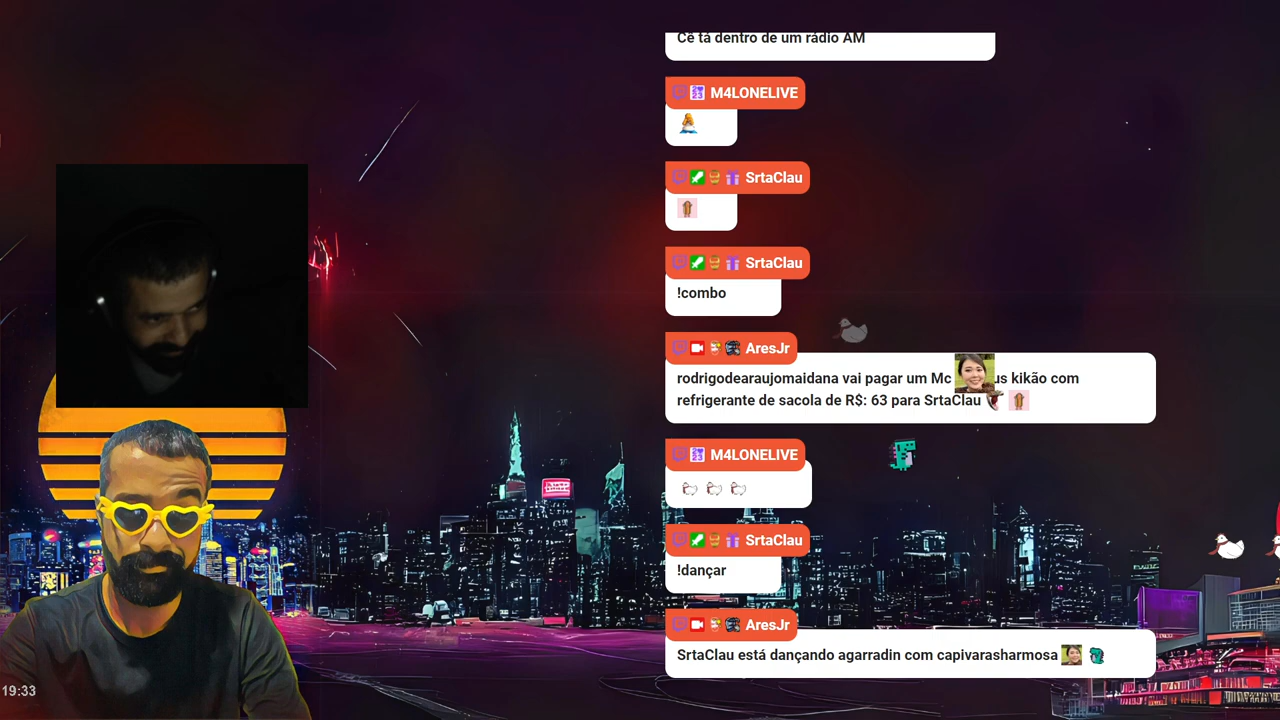 Cê tá dentro de um rádio AM
M4LONELIVE
SrtaClau
SrtaClau
!combo
AresJr
rodrigodearaujomaidana vai pagar um Mc us kikão com
refrigerante de sacola de R$: 63 para SrtaClau
M4LONELIVE
SrtaClau
!dançar
AresJr
SrtaClau está dançando agarradin com capivarasharmosa
19:33